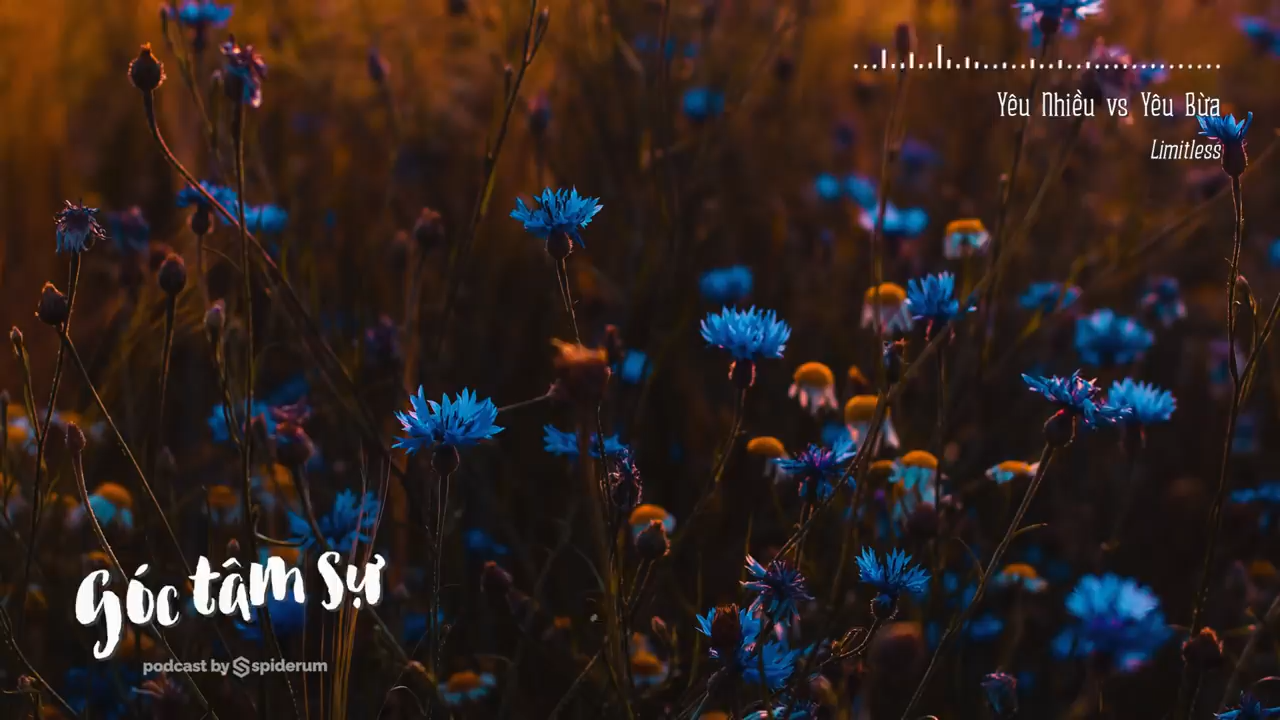 Yêu Nhiều vs Yêu Bừa
Limitless
góc tâm sự
podcast by spiderum